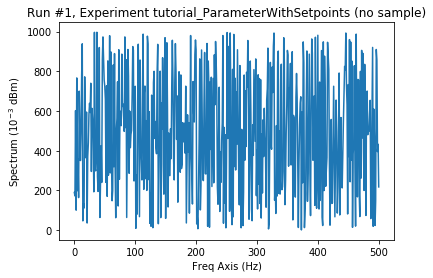 Run #1, Experiment tutorial_ParameterWithSetpoints (no sample)
1000
800
600
400
200
0
Spectrum (10⁻³ dBm)
0 100 200 300 400 500
Freq Axis (Hz)